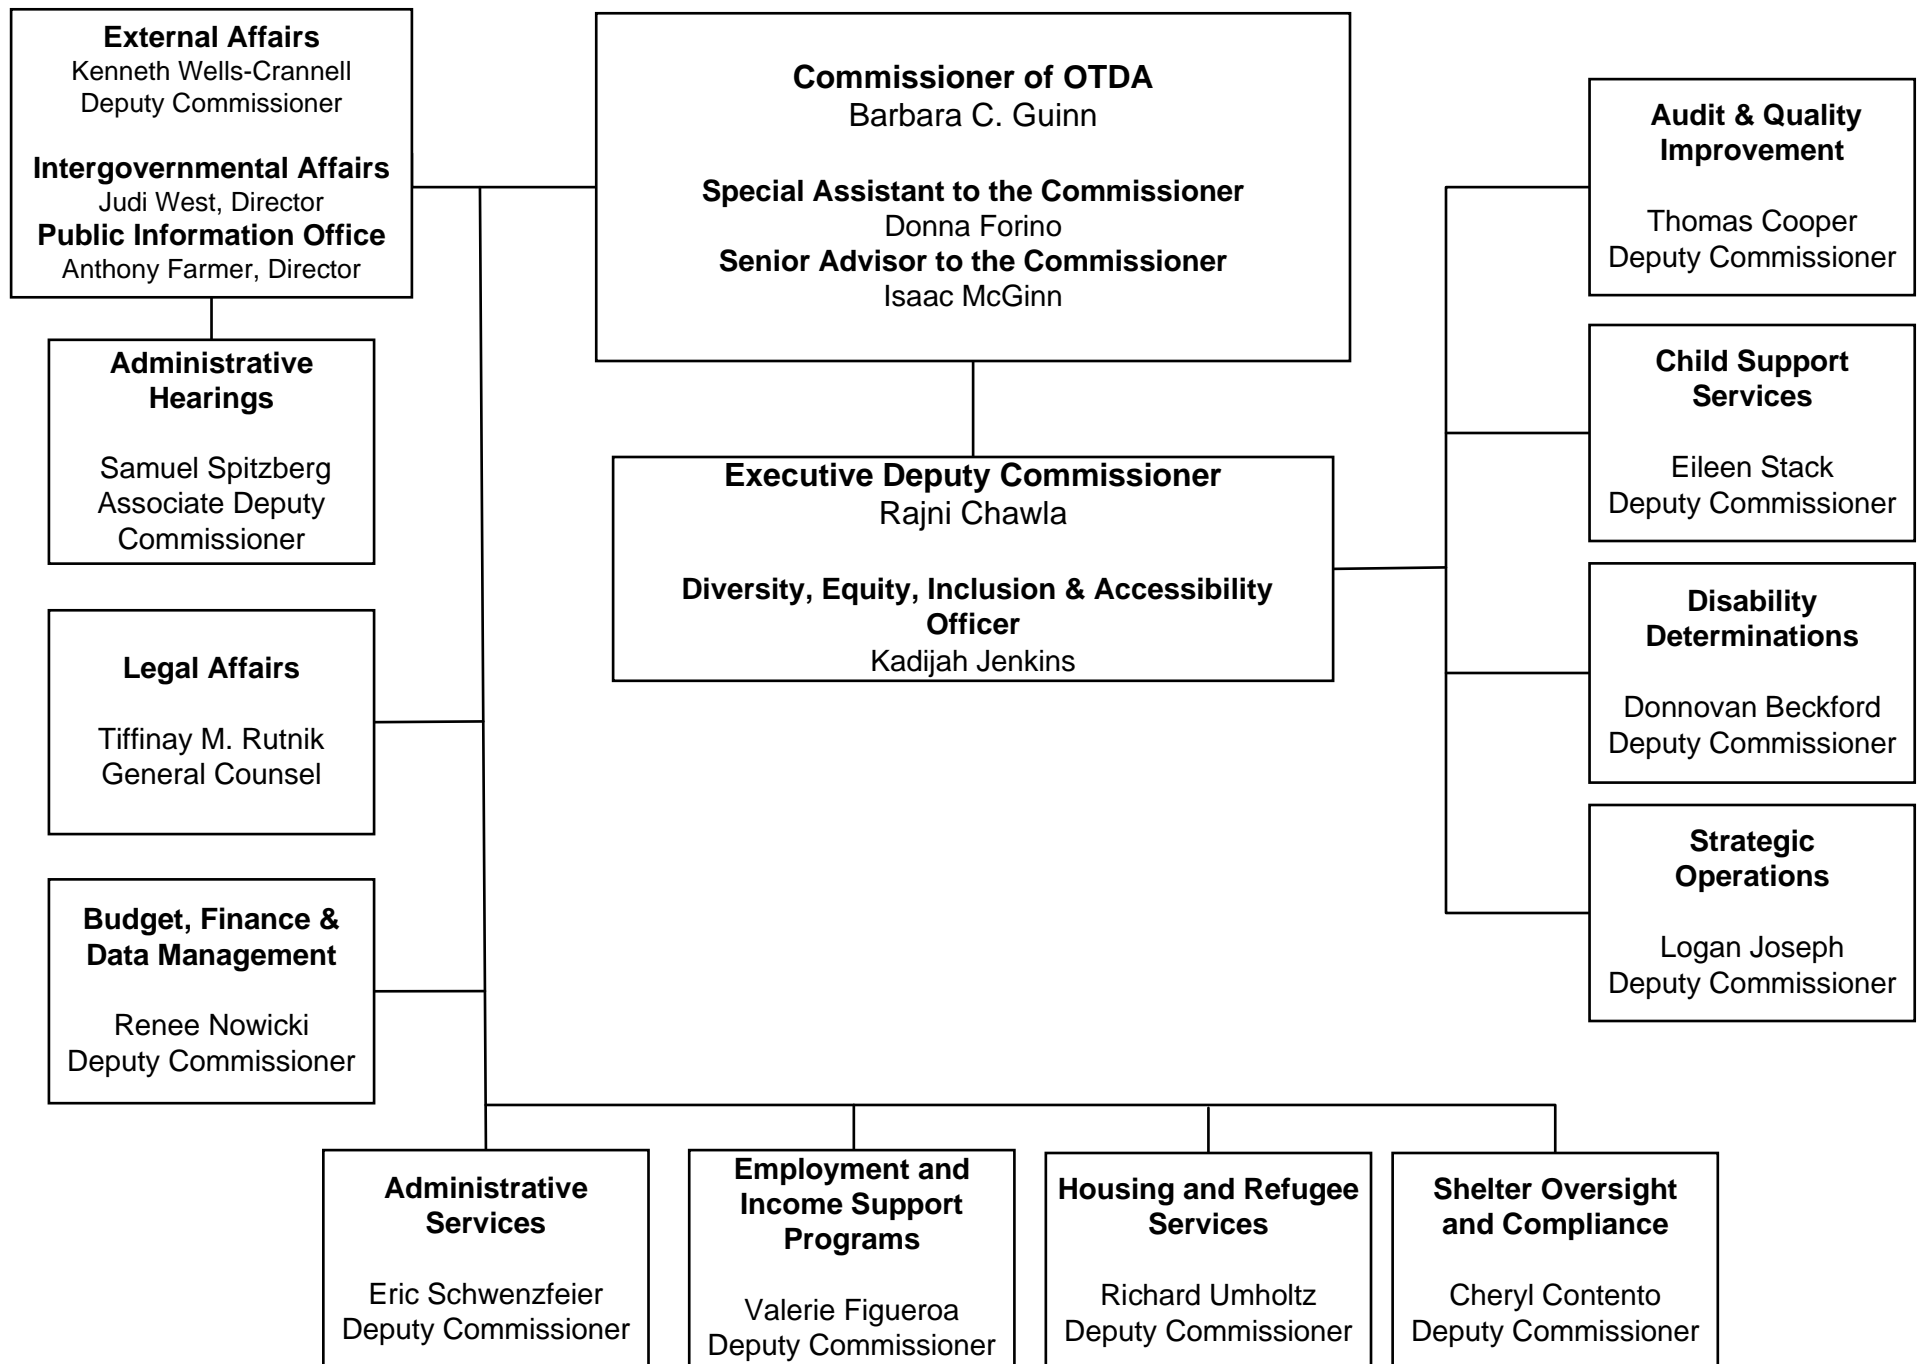 External Affairs
Kenneth Wells-Crannell
Deputy Commissioner
Intergovernmental Affairs
Judi West, Director
Public Information Office
Anthony Farmer, Director
Commissioner of OTDA
Barbara C. Guinn
Special Assistant to the Commissioner
Donna Forino
Senior Advisor to the Commissioner
Isaac McGinn
Audit & Quality
Improvement
Thomas Cooper
Deputy Commissioner
Administrative
Hearings
Samuel Spitzberg
Associate Deputy
Commissioner
Executive Deputy Commissioner
Rajni Chawla
Diversity, Equity, Inclusion & Accessibility
Officer
Kadijah Jenkins
Child Support
Services
Eileen Stack
Deputy Commissioner
Legal Affairs
Tiffinay M. Rutnik
General Counsel
Disability
Determinations
Donnovan Beckford
Deputy Commissioner
Budget, Finance &
Data Management
Renee Nowicki
Deputy Commissioner
Strategic
Operations
Logan Joseph
Deputy Commissioner
Administrative
Services
Eric Schwenzfeier
Deputy Commissioner
Employment and
Income Support
Programs
Valerie Figueroa
Deputy Commissioner
Housing and Refugee
Services
Richard Umholtz
Deputy Commissioner
Shelter Oversight
and Compliance
Cheryl Contento
Deputy Commissioner